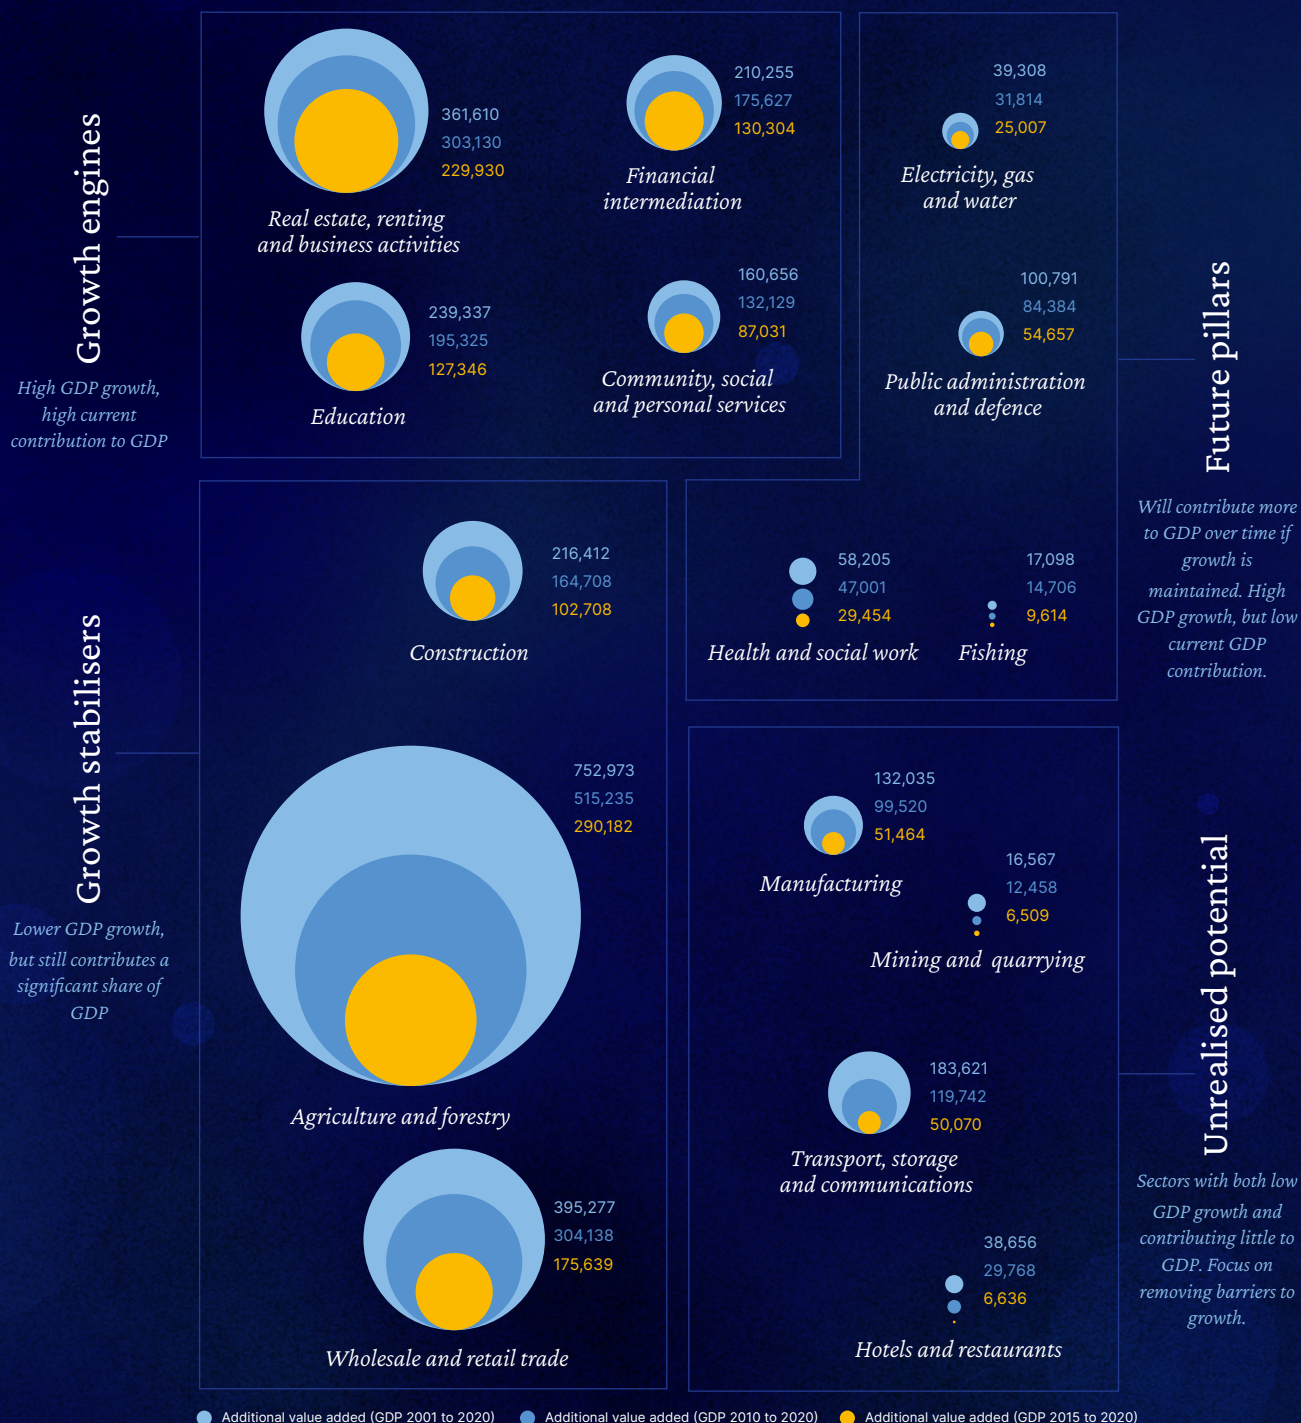 Growth engines
High GDP growth,
high current
contribution to GDP
361,610
303,130
229,930
Real estate, renting
and business activities
210,255
175,627
130,304
Financial
intermediation
239,337
195,325
127,346
Education
160,656
132,129
87,031
Community, social
and personal services
39,308
31,814
25,007
Electricity, gas
and water
100,791
84,384
54,657
Public administration
and defence
58,205
47,001
29,454
Health and social work
17,098
14,706
9,614
Fishing
Future pillars
Will contribute more
to GDP over time if
growth is
maintained. High
GDP growth, but low
current GDP
contribution.
Growth stabilisers
Lower GDP growth,
but still contributes a
significant share of
GDP
216,412
164,708
102,708
Construction
752,973
515,235
290,182
Agriculture and forestry
395,277
304,138
175,639
Wholesale and retail trade
132,035
99,520
51,464
Manufacturing
16,567
12,458
6,509
Mining and quarrying
183,621
119,742
50,070
Transport, storage
and communications
38,656
29,768
6,636
Hotels and restaurants
Unrealised potential
Sectors with both low
GDP growth and
contributing little to
GDP. Focus on
removing barriers to
growth.
Additional value added (GDP 2001 to 2020)
Additional value added (GDP 2010 to 2020)
Additional value added (GDP 2015 to 2020)